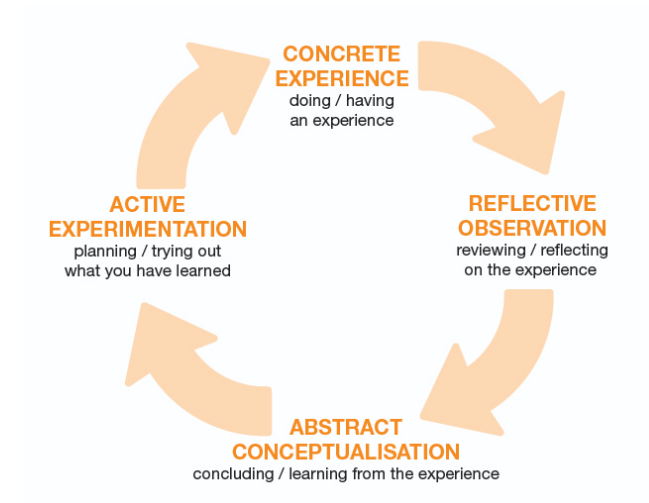 CONCRETE
EXPERIENCE
doing / having
an experience
REFLECTIVE
OBSERVATION
reviewing / reflecting
on the experience
ABSTRACT
CONCEPTUALISATION
concluding / learning from the experience
ACTIVE
EXPERIMENTATION
planning / trying out
what you have learned